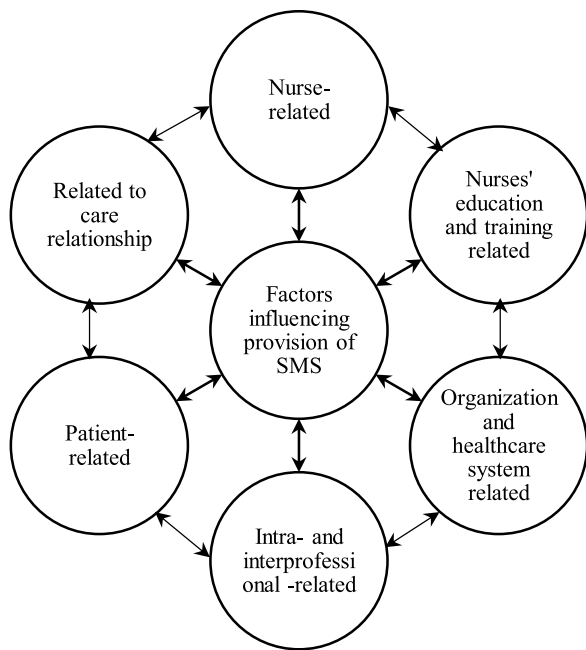 Nurse-
related
Related to
care
relationship
Nurses'
education
and training
related
Factors
influencing
provision of
SMS
Patient-
related
Organization
and
healthcare
system
related
Intra- and
interprofessi
onal -related